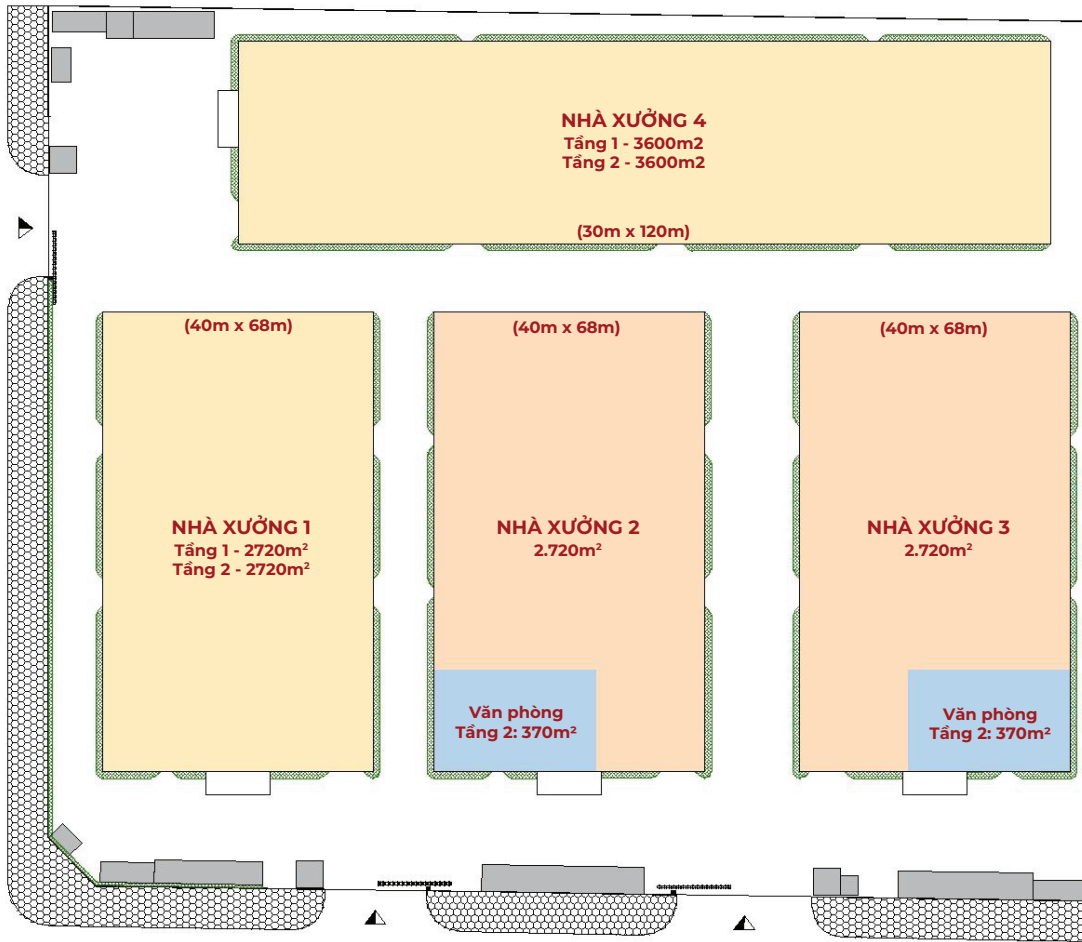 NHÀ XƯỞNG 4
Tầng 1 - 3600m2
Tầng 2 - 3600m2
(30m x 120m)
(40m x 68m)
NHÀ XƯỞNG 1
Tầng 1 - 2720m²
Tầng 2 - 2720m²
(40m x 68m)
NHÀ XƯỞNG 2
2.720m²
Văn phòng
Tầng 2: 370m²
(40m x 68m)
NHÀ XƯỞNG 3
2.720m²
Văn phòng
Tầng 2: 370m²